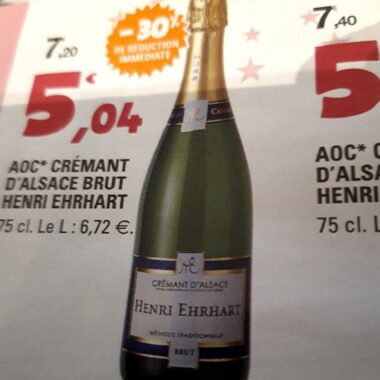 7,20
- 30%
DE RÉDUCTION
IMMÉDIATE
5€,04
AOC* CRÉMANT
D'ALSACE BRUT
HENRI EHRHART
75 cl. Le L : 6,72 €.
CRÉMANT D'ALSACE
HENRI EHRHART
MÉTHODE TRADITIONNELLE
BRUT
7,40
5
AOC* C
D'ALSA
HENRI
75 cl. L